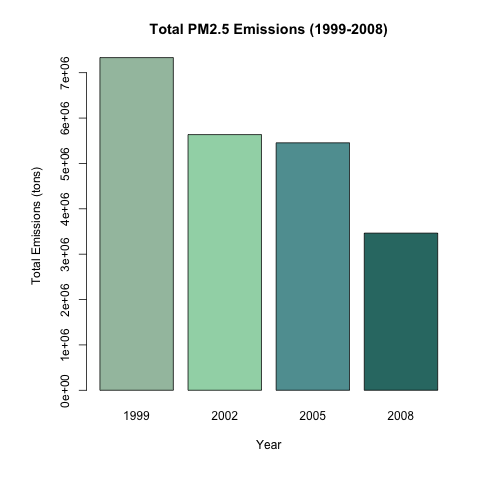 Total PM2.5 Emissions (1999-2008)
Total Emissions (tons)
7e+06
6e+06
5e+06
4e+06
3e+06
2e+06
1e+06
0e+00
1999 2002 2005 2008
Year